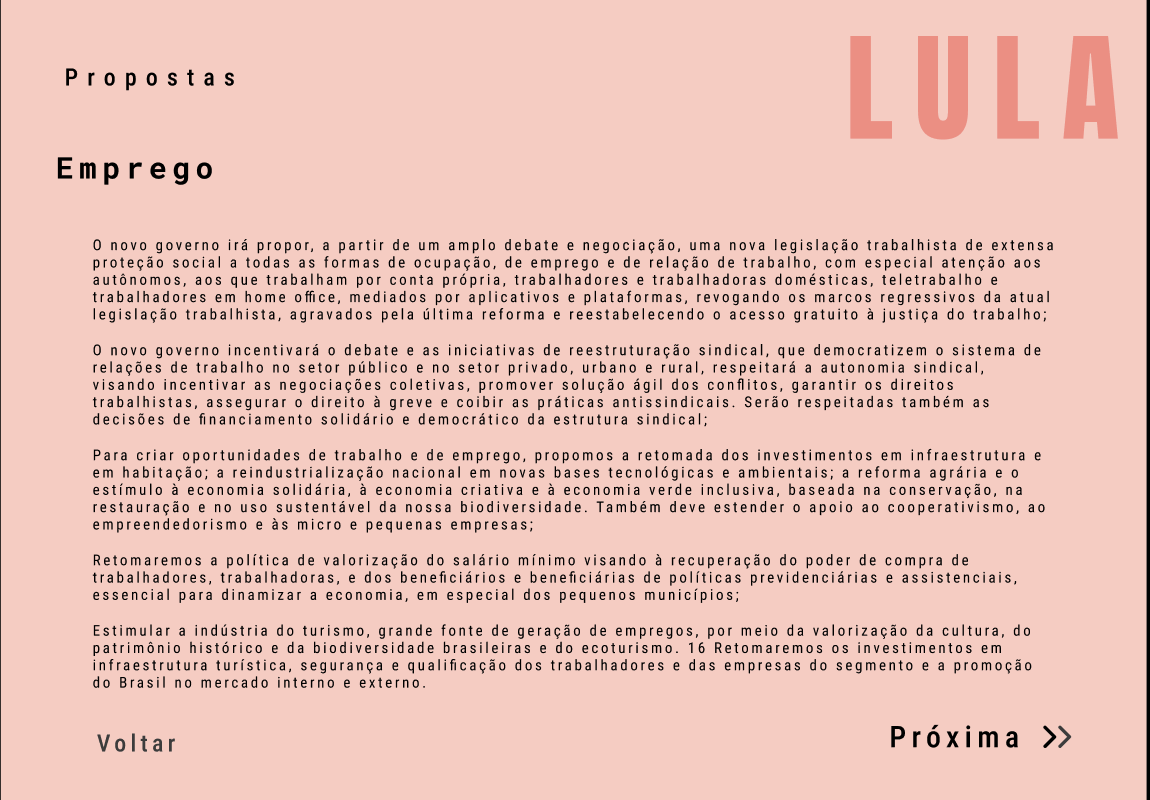 LULA
Propostas
Emprego
O novo governo irá propor, a partir de um amplo debate e negociação, uma nova legislação trabalhista de extensa
proteção social a todas as formas de ocupação, de emprego e de relação de trabalho, com especial atenção aos
autônomos, aos que trabalham por conta própria, trabalhadores e trabalhadoras domésticas, teletrabalho e
trabalhadores em home office, mediados por aplicativos e plataformas, revogando os marcos regressivos da atual
legislação trabalhista, agravados pela última reforma e reestabelecendo o acesso gratuito à justiça do trabalho;
O novo governo incentivará o debate e as iniciativas de reestruturação sindical, que democratizem o sistema de
relações de trabalho no setor público e no setor privado, urbano e rural, respeitará a autonomia sindical,
visando incentivar as negociações coletivas, promover solução ágil dos conflitos, garantir os direitos
trabalhistas, assegurar o direito à greve e coibir as práticas antissindicais. Serão respeitadas também as
decisões de financiamento solidário e democrático da estrutura sindical;
Para criar oportunidades de trabalho e de emprego, propomos a retomada dos investimentos em infraestrutura e
em habitação; a reindustrialização nacional em novas bases tecnológicas e ambientais; a reforma agrária e o
estímulo à economia solidária, à economia criativa e à economia verde inclusiva, baseada na conservação, na
restauração e no uso sustentável da nossa biodiversidade. Também deve estender o apoio ao cooperativismo, ao
empreendedorismo e às micro e pequenas empresas;
Retomaremos a política de valorização do salário mínimo visando à recuperação do poder de compra de
trabalhadores, trabalhadoras, e dos beneficiários e beneficiárias de políticas previdenciárias e assistenciais,
essencial para dinamizar a economia, em especial dos pequenos municípios;
Estimular a indústria do turismo, grande fonte de geração de empregos, por meio da valorização da cultura, do
patrimônio histórico e da biodiversidade brasileiras e do ecoturismo. 16 Retomaremos os investimentos em
infraestrutura turística, segurança e qualificação dos trabalhadores e das empresas do segmento e a promoção
do Brasil no mercado interno e externo.
Voltar
Próxima